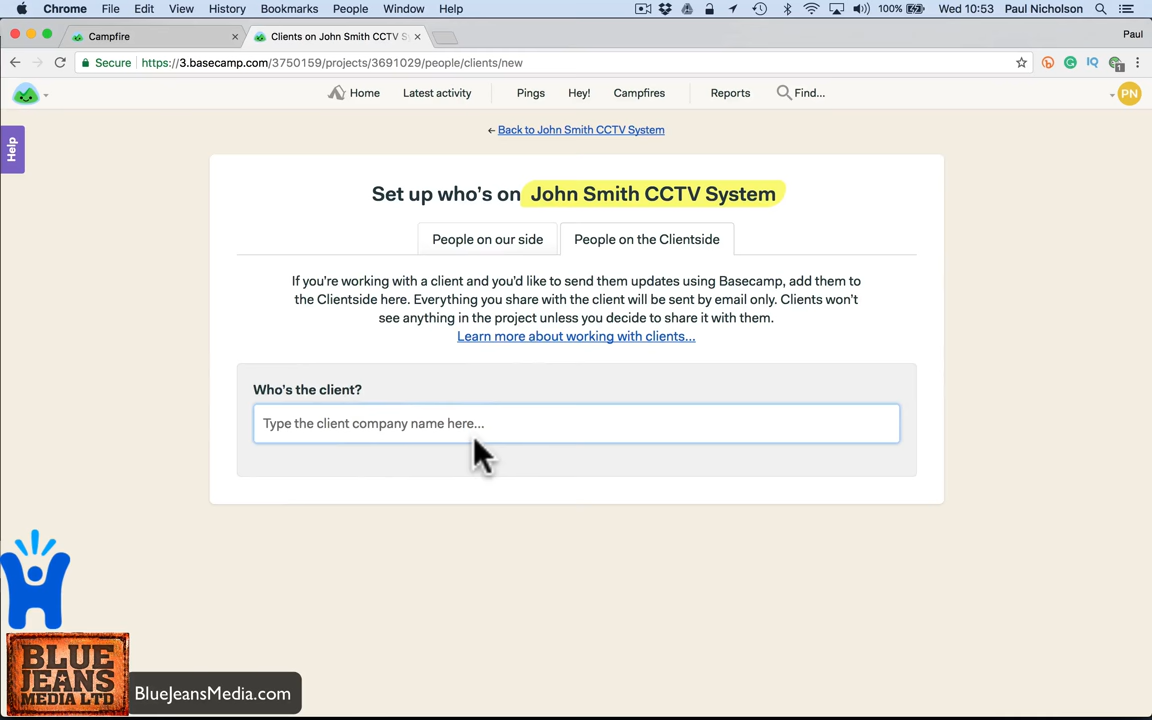 Chrome File Edit View History Bookmarks People Window Help 100% Wed 10:53 Paul Nicholson
Campfire × Clients on John Smith CCTV S × Paul
Secure https://3.basecamp.com/3750159/projects/3691029/people/clients/new
Home Latest activity Pings Hey! Campfires Reports Find... PN
Help
← Back to John Smith CCTV System
Set up who's on John Smith CCTV System
People on our side People on the Clientside
If you're working with a client and you'd like to send them updates using Basecamp, add them to
the Clientside here. Everything you share with the client will be sent by email only. Clients won't
see anything in the project unless you decide to share it with them.
Learn more about working with clients...
Who's the client?
Type the client company name here...
BLUE
JEANS
MEDIA LTD
BlueJeansMedia.com